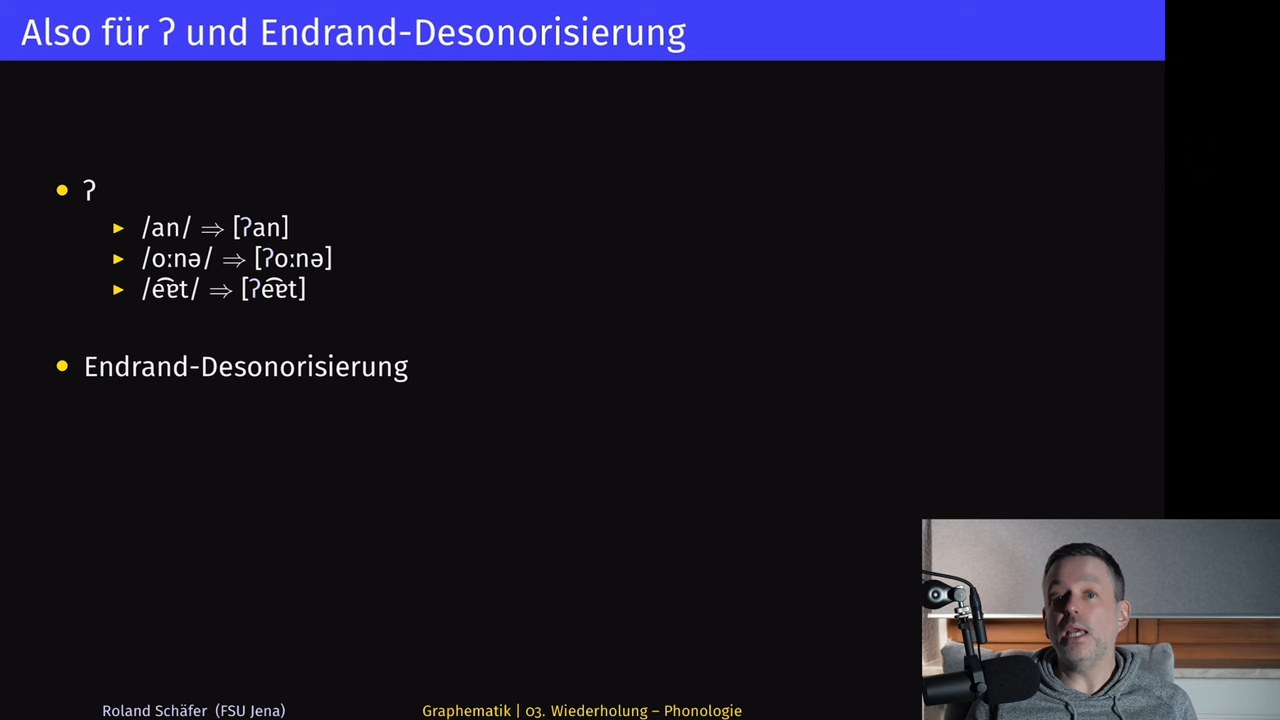 Also für ʔ und Endrand-Desonorisierung
• ʔ
▸ /an/ ⇒ [ʔan]
▸ /oːnə/ ⇒ [ʔoːnə]
▸ /e͡ɐt/ ⇒ [ʔe͡ɐt]
• Endrand-Desonorisierung
Roland Schäfer (FSU Jena) Graphematik | 03. Wiederholung – Phonologie